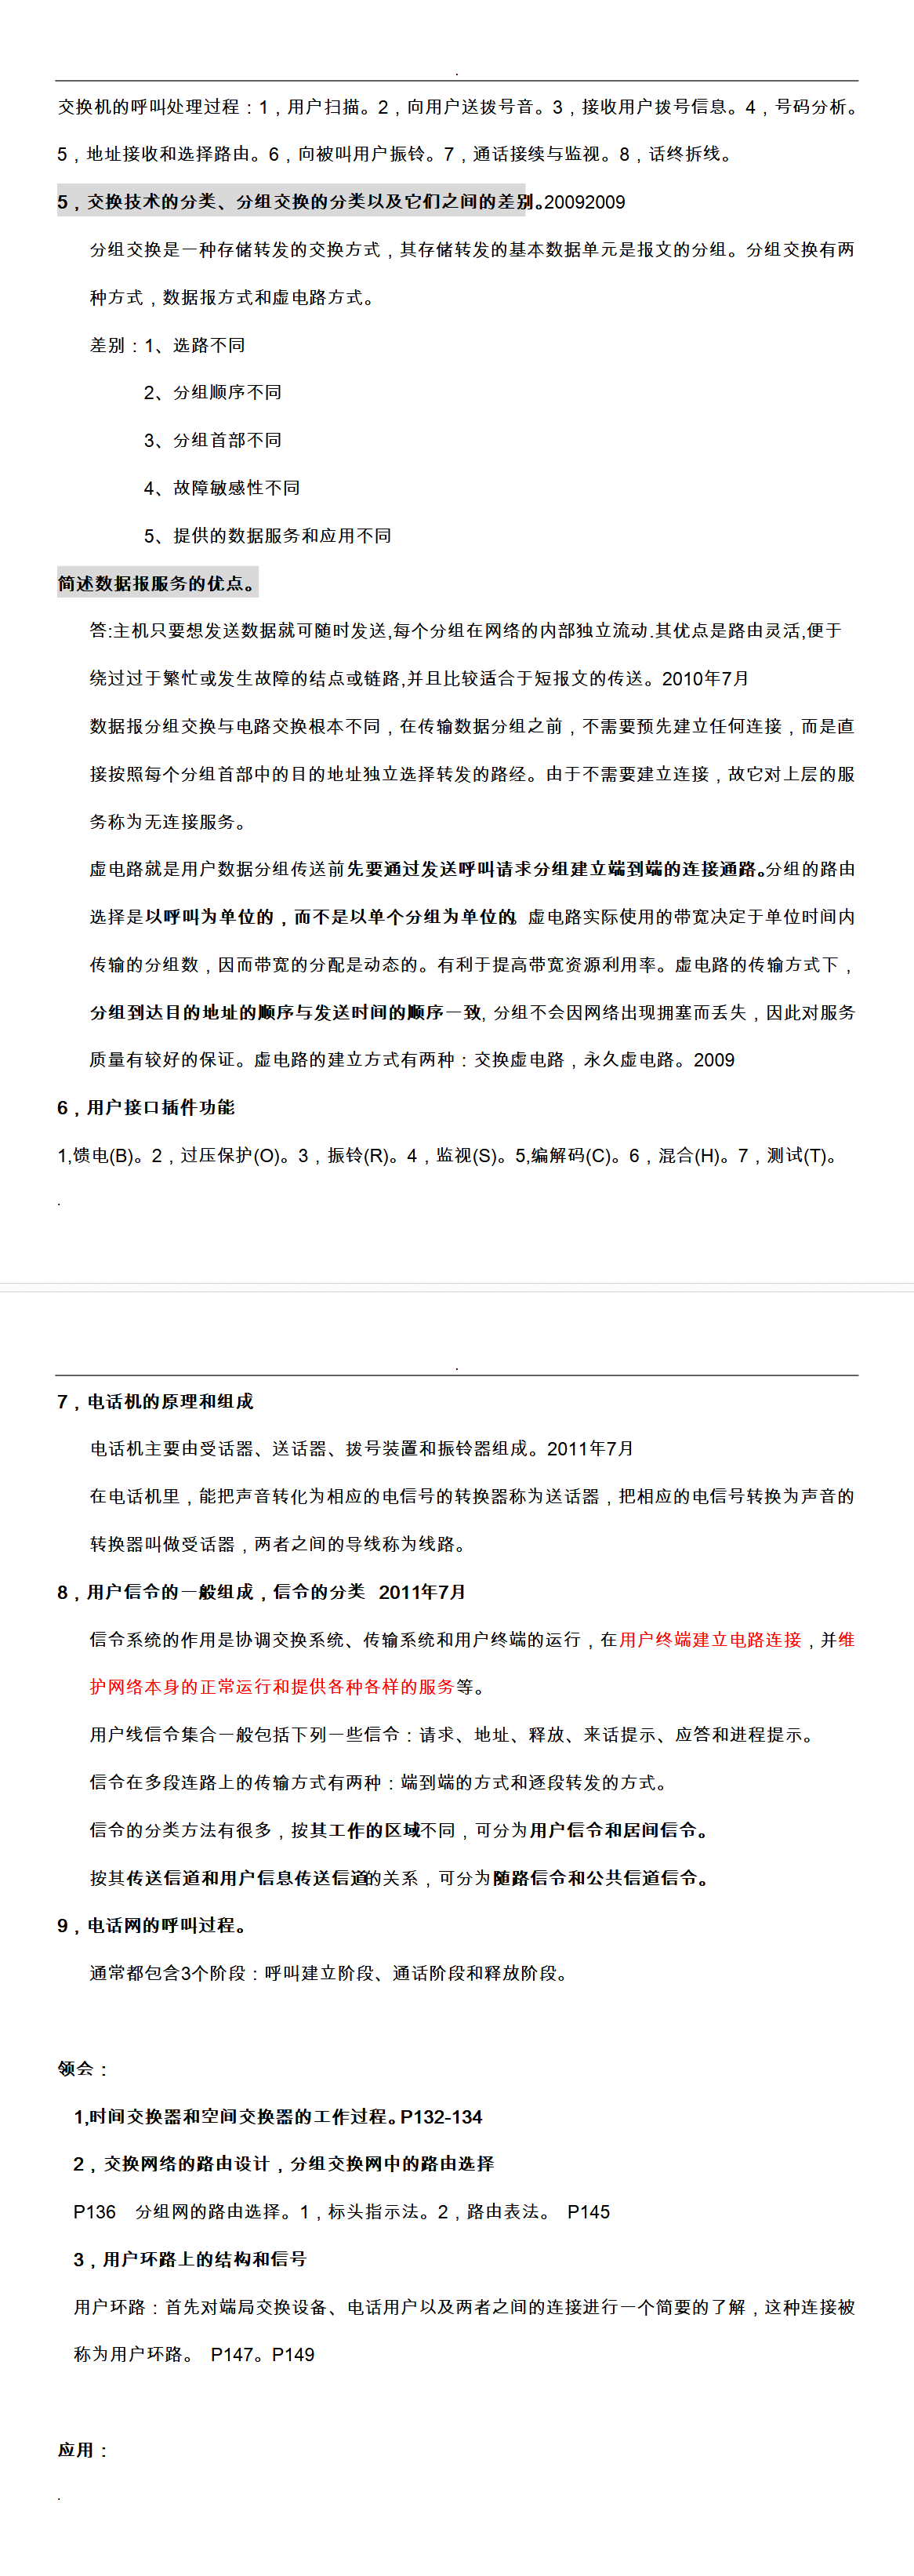 .
交换机的呼叫处理过程：1，用户扫描。2，向用户送拨号音。3，接收用户拨号信息。4，号码分析。
5，地址接收和选择路由。6，向被叫用户振铃。7，通话接续与监视。8，话终拆线。
5，交换技术的分类、分组交换的分类以及它们之间的差别。20092009
分组交换是一种存储转发的交换方式，其存储转发的基本数据单元是报文的分组。分组交换有两
种方式，数据报方式和虚电路方式。
差别：1、选路不同
2、分组顺序不同
3、分组首部不同
4、故障敏感性不同
5、提供的数据服务和应用不同
简述数据报服务的优点。
答:主机只要想发送数据就可随时发送,每个分组在网络的内部独立流动.其优点是路由灵活,便于
绕过过于繁忙或发生故障的结点或链路,并且比较适合于短报文的传送。2010年7月
数据报分组交换与电路交换根本不同，在传输数据分组之前，不需要预先建立任何连接，而是直
接按照每个分组首部中的目的地址独立选择转发的路经。由于不需要建立连接，故它对上层的服
务称为无连接服务。
虚电路就是用户数据分组传送前先要通过发送呼叫请求分组建立端到端的连接通路。分组的路由
选择是以呼叫为单位的，而不是以单个分组为单位的。虚电路实际使用的带宽决定于单位时间内
传输的分组数，因而带宽的分配是动态的。有利于提高带宽资源利用率。虚电路的传输方式下，
分组到达目的地址的顺序与发送时间的顺序一致, 分组不会因网络出现拥塞而丢失，因此对服务
质量有较好的保证。虚电路的建立方式有两种：交换虚电路，永久虚电路。2009
6，用户接口插件功能
1,馈电(B)。2，过压保护(O)。3，振铃(R)。4，监视(S)。5,编解码(C)。6，混合(H)。7，测试(T)。
.
.
7，电话机的原理和组成
电话机主要由受话器、送话器、拨号装置和振铃器组成。2011年7月
在电话机里，能把声音转化为相应的电信号的转换器称为送话器，把相应的电信号转换为声音的
转换器叫做受话器，两者之间的导线称为线路。
8，用户信令的一般组成，信令的分类 2011年7月
信令系统的作用是协调交换系统、传输系统和用户终端的运行，在用户终端建立电路连接，并维
护网络本身的正常运行和提供各种各样的服务等。
用户线信令集合一般包括下列一些信令：请求、地址、释放、来话提示、应答和进程提示。
信令在多段连路上的传输方式有两种：端到端的方式和逐段转发的方式。
信令的分类方法有很多，按其工作的区域不同，可分为用户信令和居间信令。
按其传送信道和用户信息传送信道的关系，可分为随路信令和公共信道信令。
9，电话网的呼叫过程。
通常都包含3个阶段：呼叫建立阶段、通话阶段和释放阶段。
领会：
1,时间交换器和空间交换器的工作过程。P132-134
2，交换网络的路由设计，分组交换网中的路由选择
P136 分组网的路由选择。1，标头指示法。2，路由表法。 P145
3，用户环路上的结构和信号
用户环路：首先对端局交换设备、电话用户以及两者之间的连接进行一个简要的了解，这种连接被
称为用户环路。 P147。P149
应用：
.